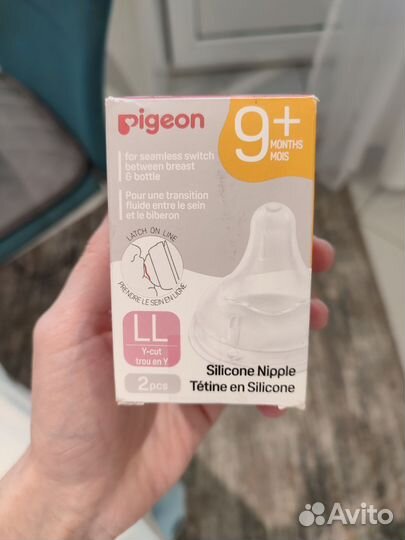 pigeon
9+
MONTHS
MOIS
for seamless switch
between breast
& bottle
Pour une transition
fluide entre le sein
et le biberon
LATCH ON LINE
PRENDRE LE SEIN EN LIGNE
LL
Y-cut
trou en Y
2pcs
Silicone Nipple
Tétine en Silicone
Avito